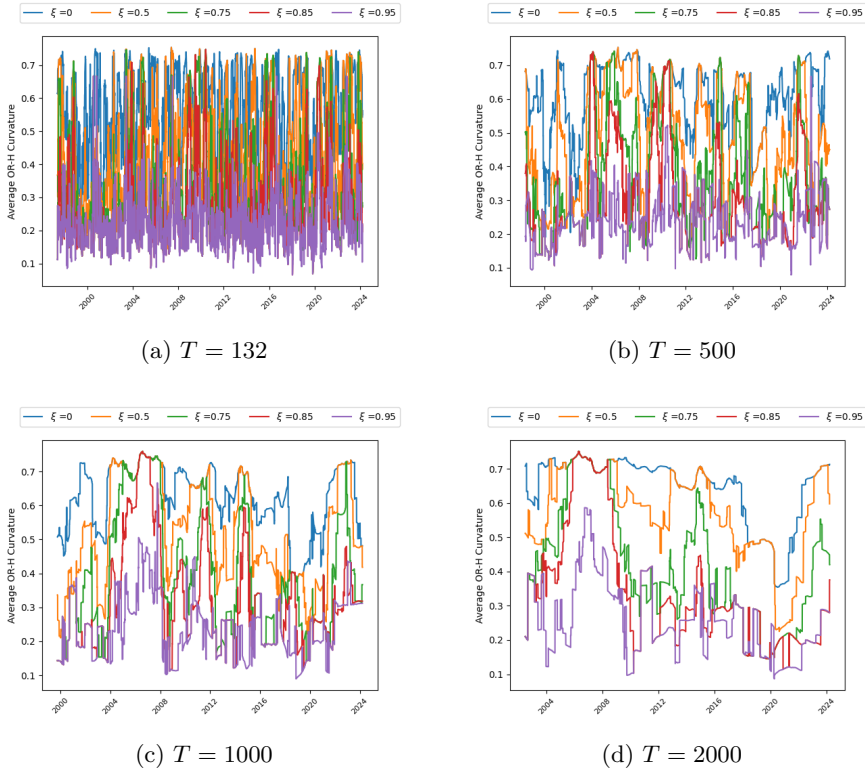 ξ =0 ξ =0.5 ξ =0.75 ξ =0.85 ξ =0.95
ξ =0 ξ =0.5 ξ =0.75 ξ =0.85 ξ =0.95
Average OR-H Curvature
0.7
0.6
0.5
0.4
0.3
0.2
0.1
2000 2004 2008 2012 2016 2020 2024
Average OR-H Curvature
0.7
0.6
0.5
0.4
0.3
0.2
0.1
2000 2004 2008 2012 2016 2020 2024
(a) T = 132
(b) T = 500
ξ =0 ξ =0.5 ξ =0.75 ξ =0.85 ξ =0.95
ξ =0 ξ =0.5 ξ =0.75 ξ =0.85 ξ =0.95
Average OR-H Curvature
0.7
0.6
0.5
0.4
0.3
0.2
0.1
2000 2004 2008 2012 2016 2020 2024
Average OR-H Curvature
0.7
0.6
0.5
0.4
0.3
0.2
0.1
2004 2008 2012 2016 2020 2024
(c) T = 1000
(d) T = 2000